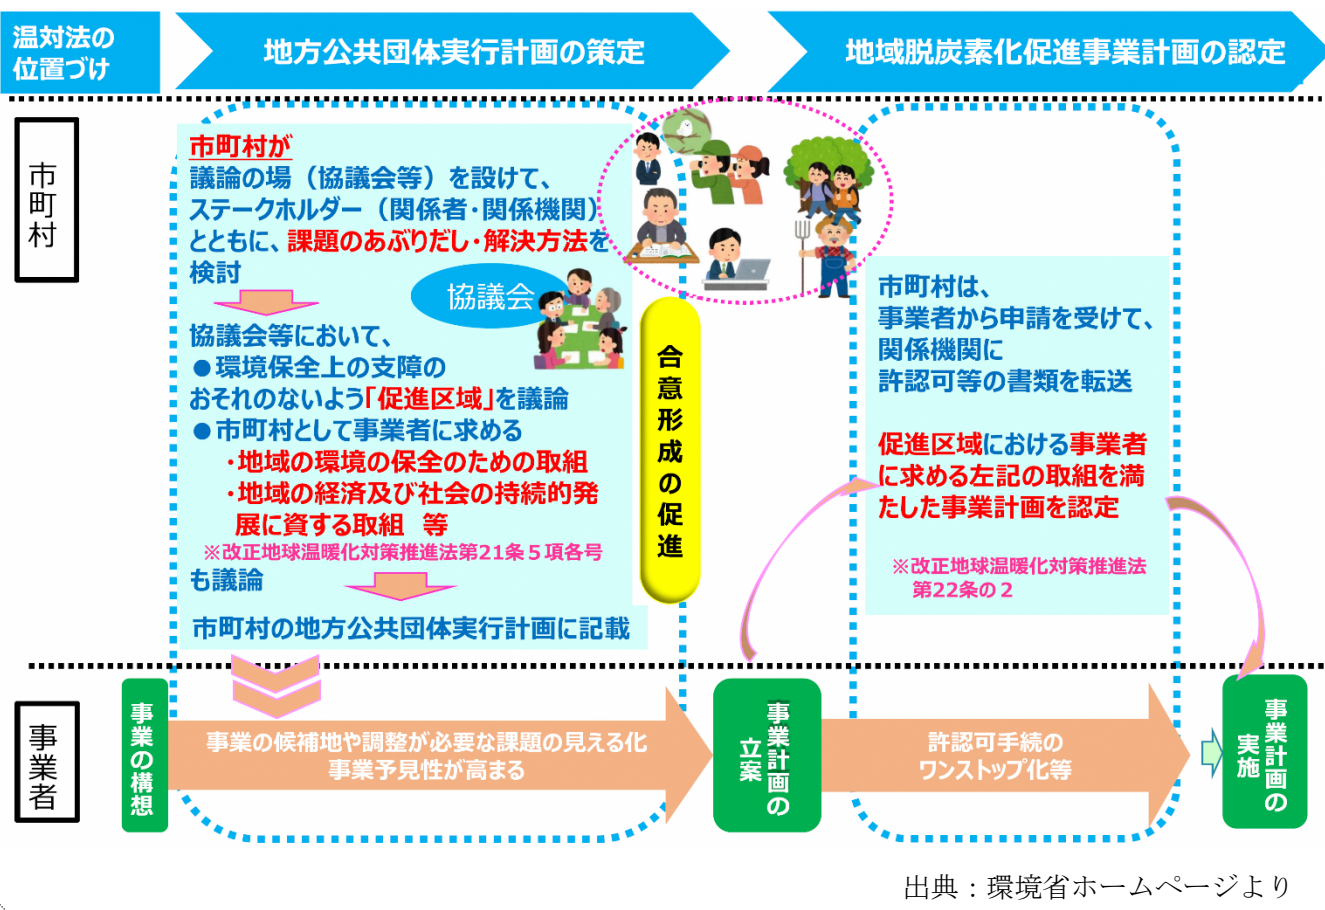 温対法の
位置づけ
地方公共団体実行計画の策定
地域脱炭素化促進事業計画の認定
市町村
市町村が
議論の場（協議会等）を設けて、
ステークホルダー（関係者・関係機関）
とともに、課題のあぶりだし・解決方法を
検討
協議会
協議会等において、
●環境保全上の支障の
おそれのないよう「促進区域」を議論
●市町村として事業者に求める
・地域の環境の保全のための取組
・地域の経済及び社会の持続的発
展に資する取組　等
※改正地球温暖化対策推進法第21条５項各号
も議論
市町村の地方公共団体実行計画に記載
合意形成の促進
市町村は、
事業者から申請を受けて、
関係機関に
許認可等の書類を転送
促進区域における事業者
に求める左記の取組を満
たした事業計画を認定
※改正地球温暖化対策推進法
第22条の２
事業者
事業の構想
事業の候補地や調整が必要な課題の見える化
事業予見性が高まる
事業計画の
立案
許認可手続の
ワンストップ化等
事業計画の
実施
出典：環境省ホームページより